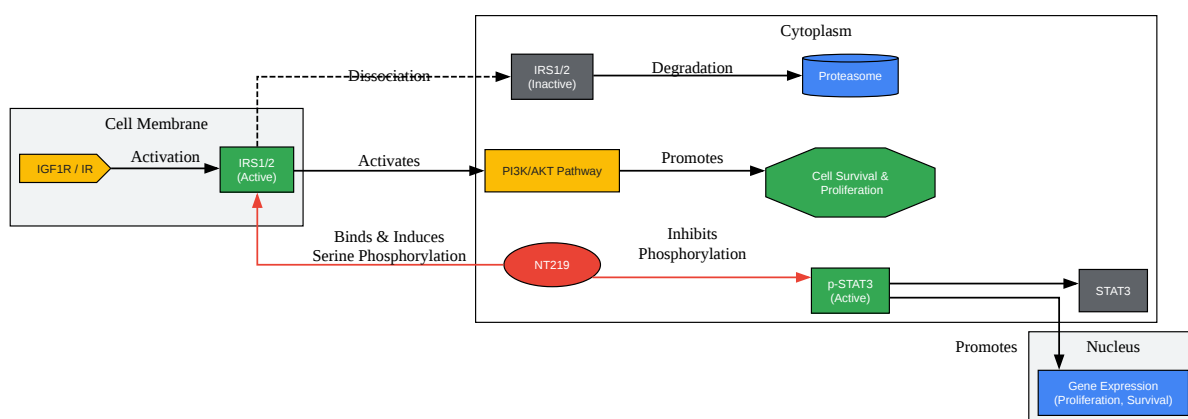 Cytoplasm
Dissociation
IRS1/2
(Inactive)
Degradation
Proteasome
Cell Membrane
IGF1R / IR
Activation
IRS1/2
(Active)
Activates
PI3K/AKT Pathway
Promotes
Cell Survival &
Proliferation
Binds & Induces
Serine Phosphorylation
NT219
Inhibits
Phosphorylation
p-STAT3
(Active)
STAT3
Promotes
Nucleus
Gene Expression
(Proliferation, Survival)